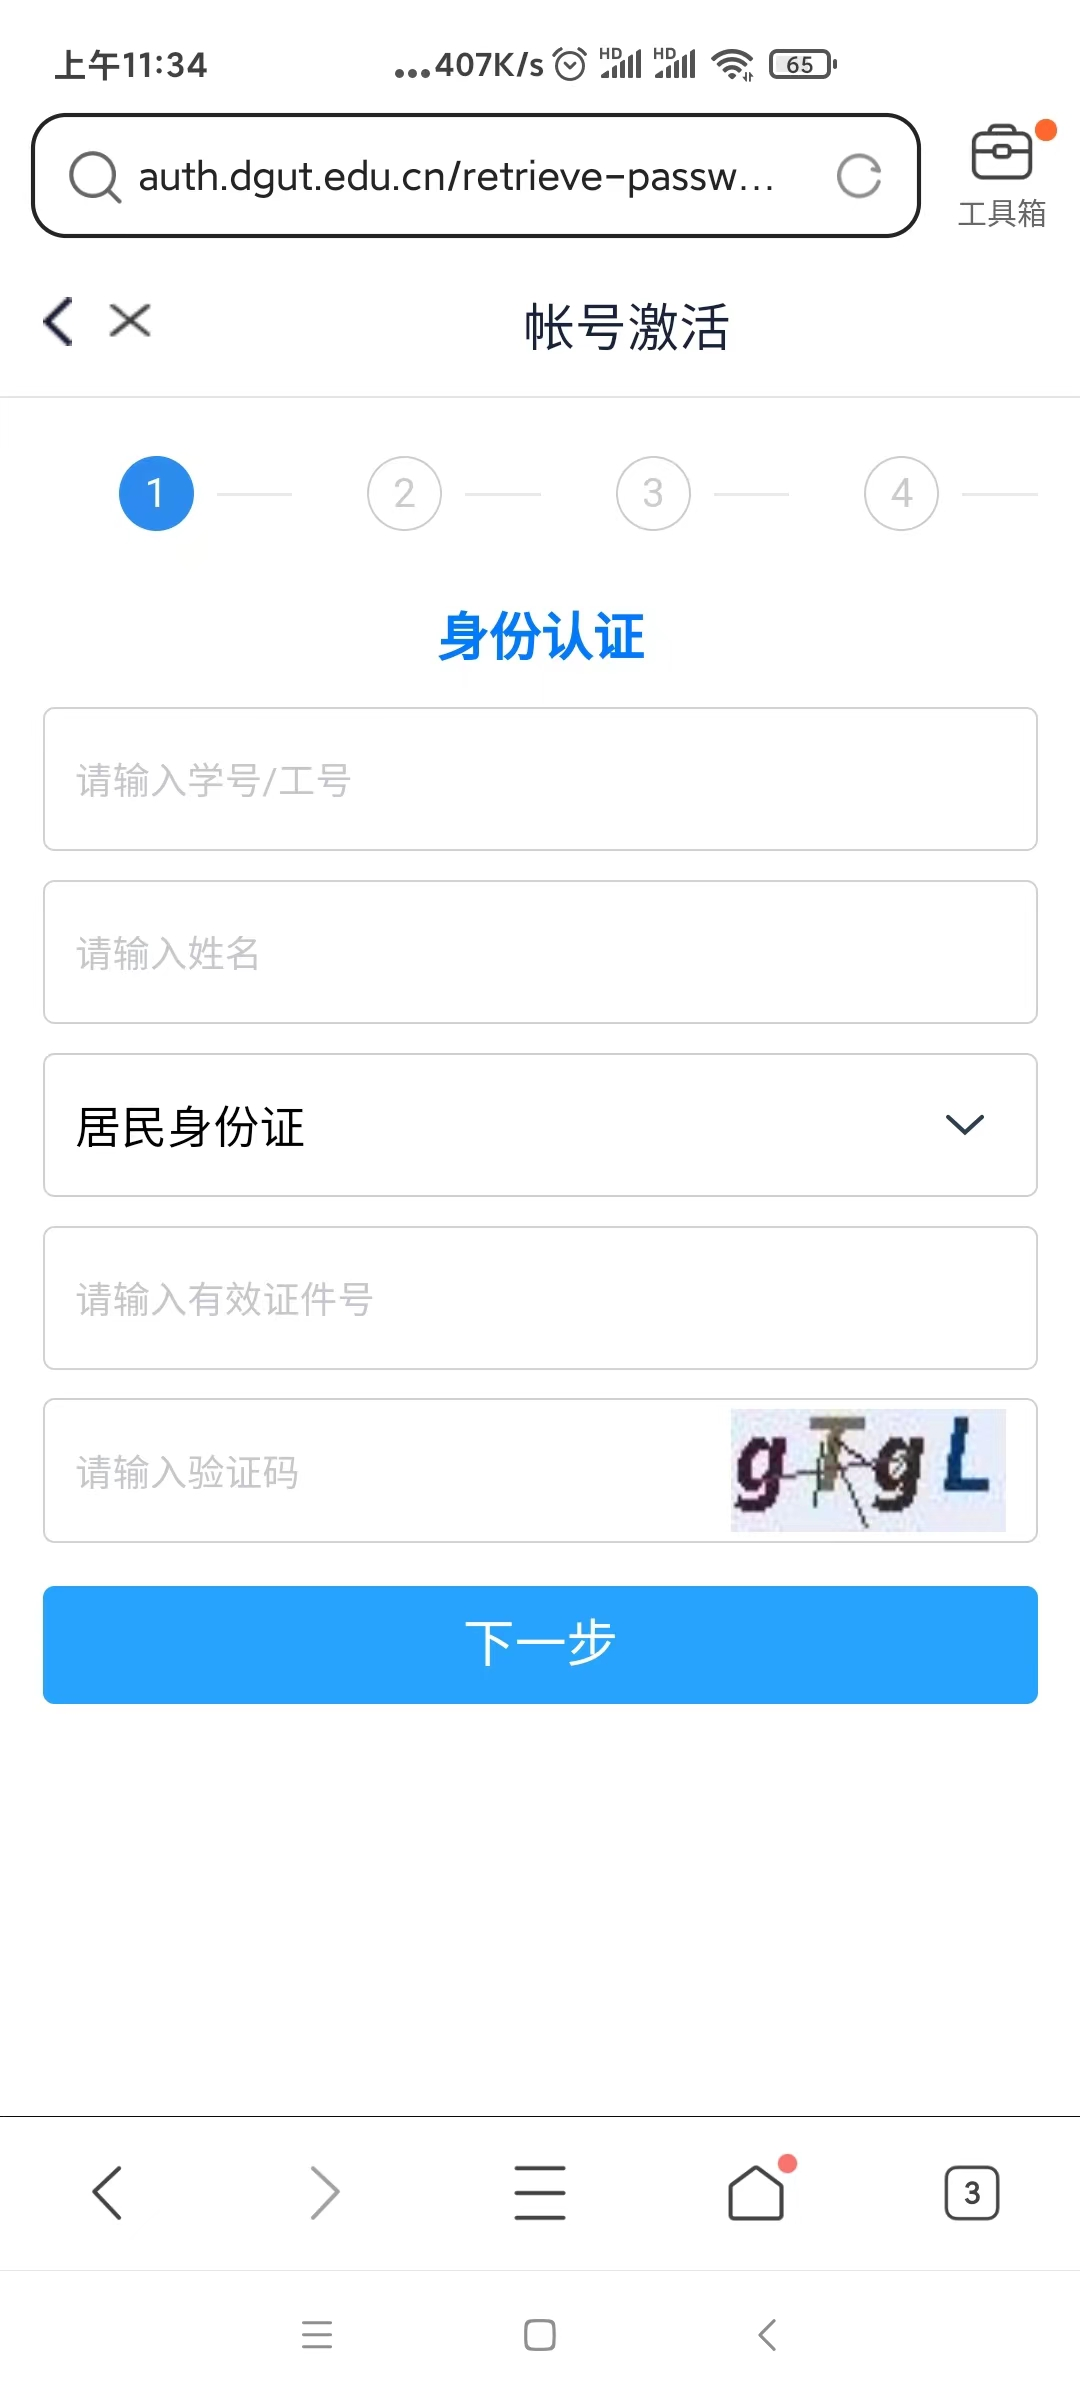 上午11:34
...407K/s HD HD 65
auth.dgut.edu.cn/retrieve-passw...
工具箱
帐号激活
1 2 3 4
身份认证
请输入学号/工号
请输入姓名
居民身份证
请输入有效证件号
请输入验证码 gTgL
下一步
3